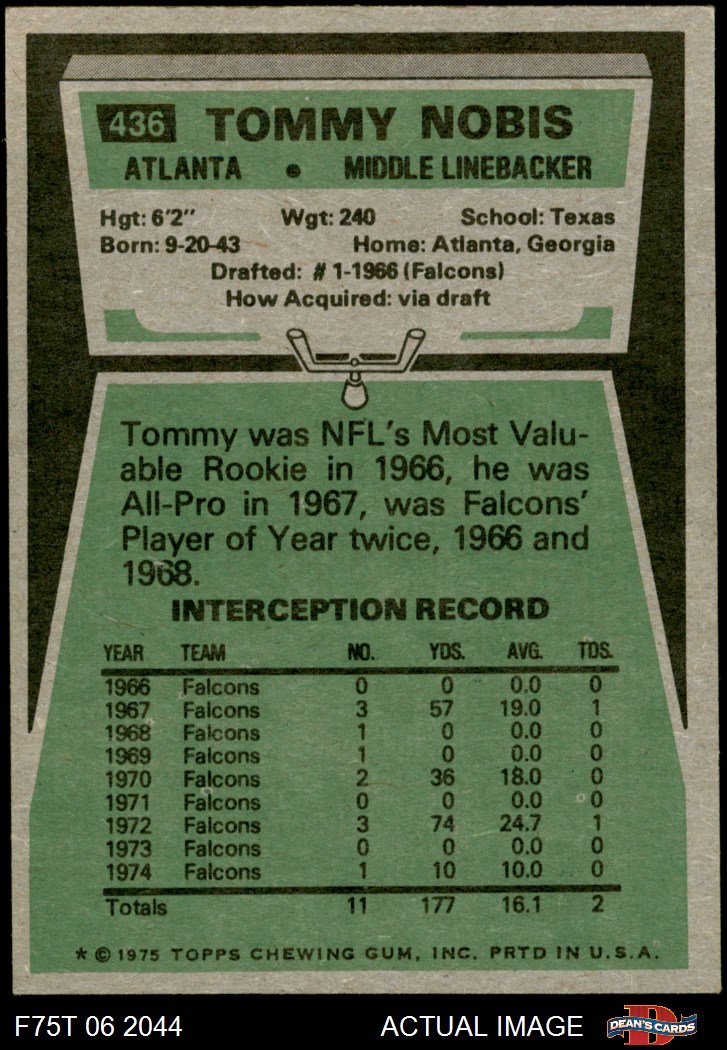 436 TOMMY NOBIS
ATLANTA • MIDDLE LINEBACKER
Hgt: 6'2" Wgt: 240 School: Texas
Born: 9-20-43 Home: Atlanta, Georgia
Drafted: #1-1966 (Falcons)
How Acquired: via draft
Tommy was NFL's Most Valu-
able Rookie in 1966, he was
All-Pro in 1967, was Falcons'
Player of Year twice, 1966 and
1968.
INTERCEPTION RECORD
YEAR TEAM NO. YDS. AVG. TDS.
1966 Falcons 0 0 0.0 0
1967 Falcons 3 57 19.0 1
1968 Falcons 1 0 0.0 0
1969 Falcons 1 0 0.0 0
1970 Falcons 2 36 18.0 0
1971 Falcons 0 0 0.0 0
1972 Falcons 3 74 24.7 1
1973 Falcons 0 0 0.0 0
1974 Falcons 1 10 10.0 0
Totals 11 177 16.1 2
* © 1975 TOPPS CHEWING GUM, INC. PRTD IN U.S.A.
F75T 06 2044 ACTUAL IMAGE D DEAN'S CARDS